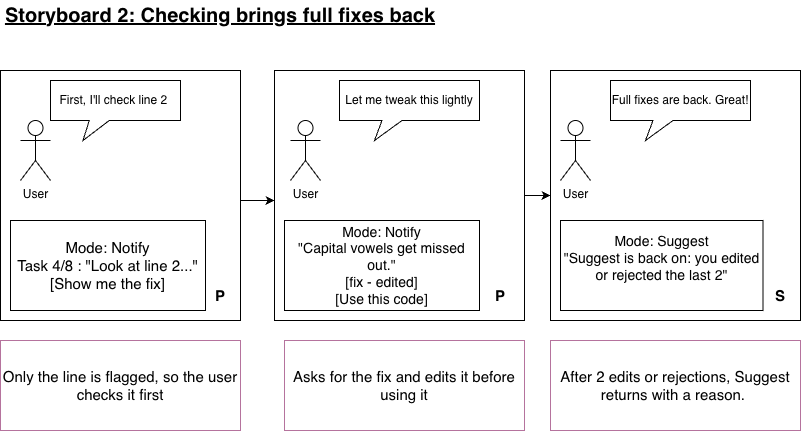 Storyboard 2: Checking brings full fixes back
First, I'll check line 2
User
Mode: Notify
Task 4/8 : "Look at line 2..."
[Show me the fix]
P
Let me tweak this lightly
User
Mode: Notify
"Capital vowels get missed
out."
[fix - edited]
[Use this code]
P
Full fixes are back. Great!
User
Mode: Suggest
"Suggest is back on: you edited
or rejected the last 2"
S
Only the line is flagged, so the user
checks it first
Asks for the fix and edits it before
using it
After 2 edits or rejections, Suggest
returns with a reason.